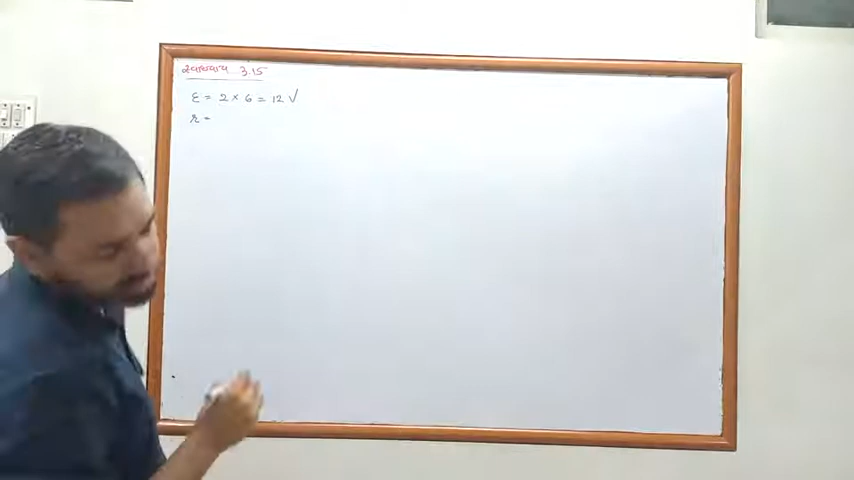 સ્વાધ્યાય 3.15
ε = 2 × 6 = 12 V
r =